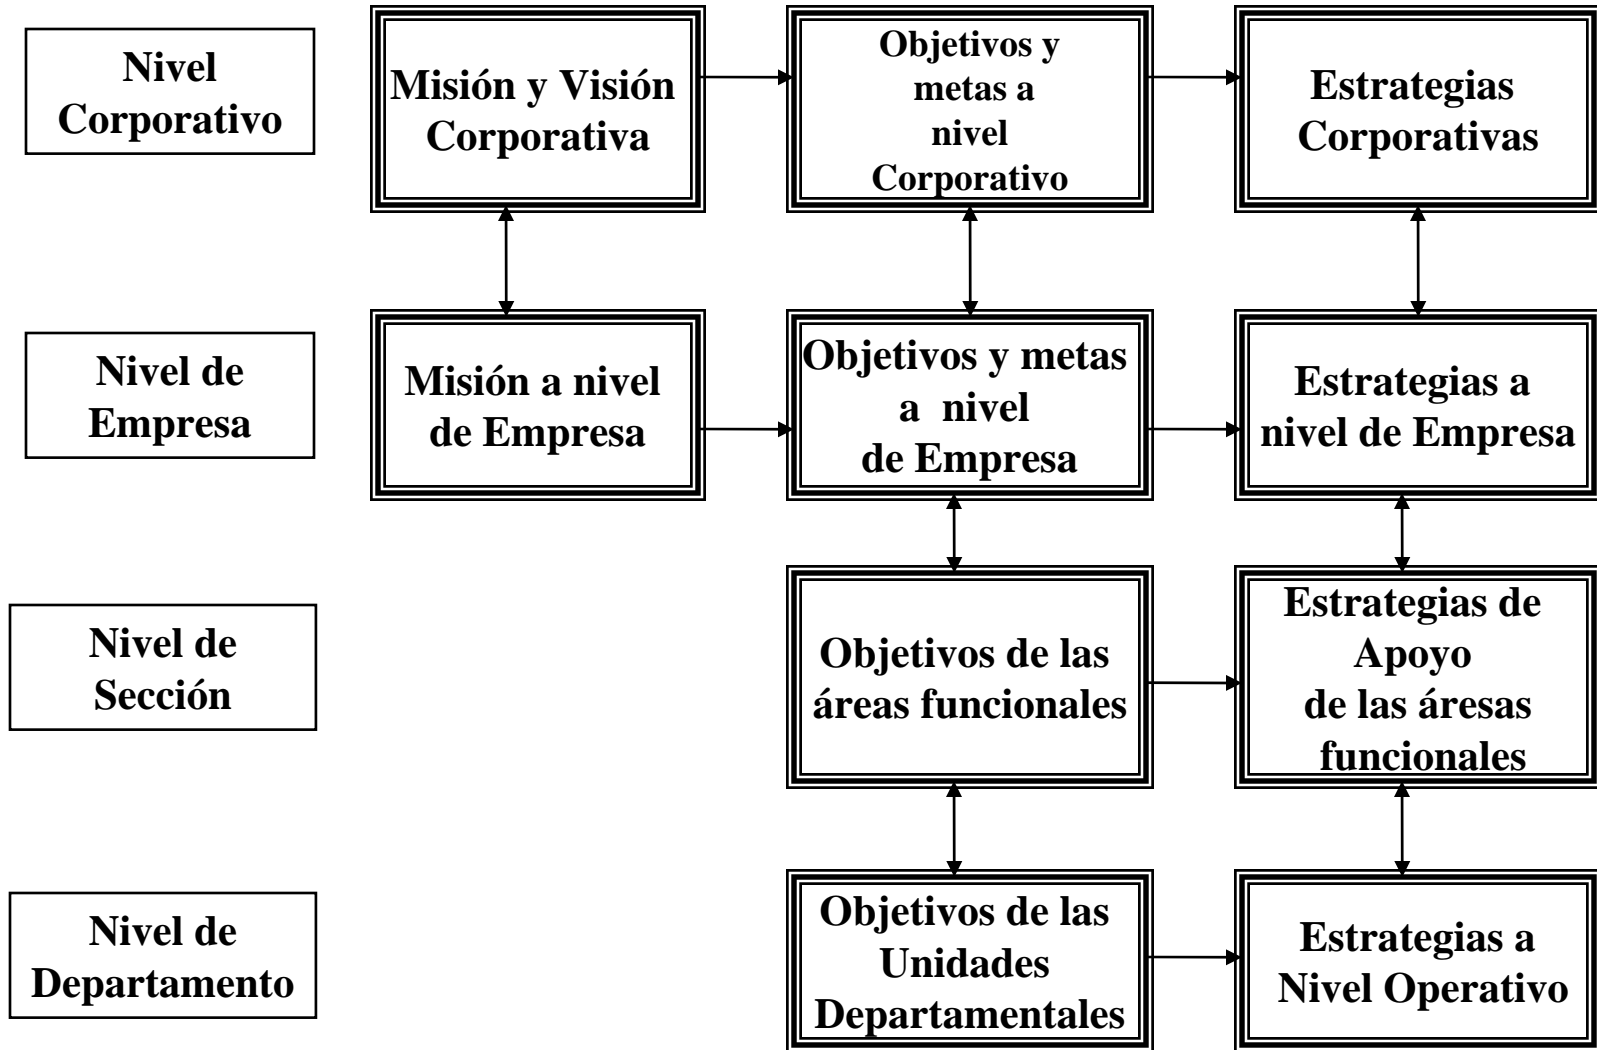 Nivel
Corporativo
Misión y Visión
Corporativa
Objetivos y
metas a
nivel
Corporativo
Estrategias
Corporativas
Nivel de
Empresa
Misión a nivel
de Empresa
Objetivos y metas
a nivel
de Empresa
Estrategias a
nivel de Empresa
Nivel de
Sección
Objetivos de las
áreas funcionales
Estrategias de
Apoyo
de las áresas
funcionales
Nivel de
Departamento
Objetivos de las
Unidades
Departamentales
Estrategias a
Nivel Operativo